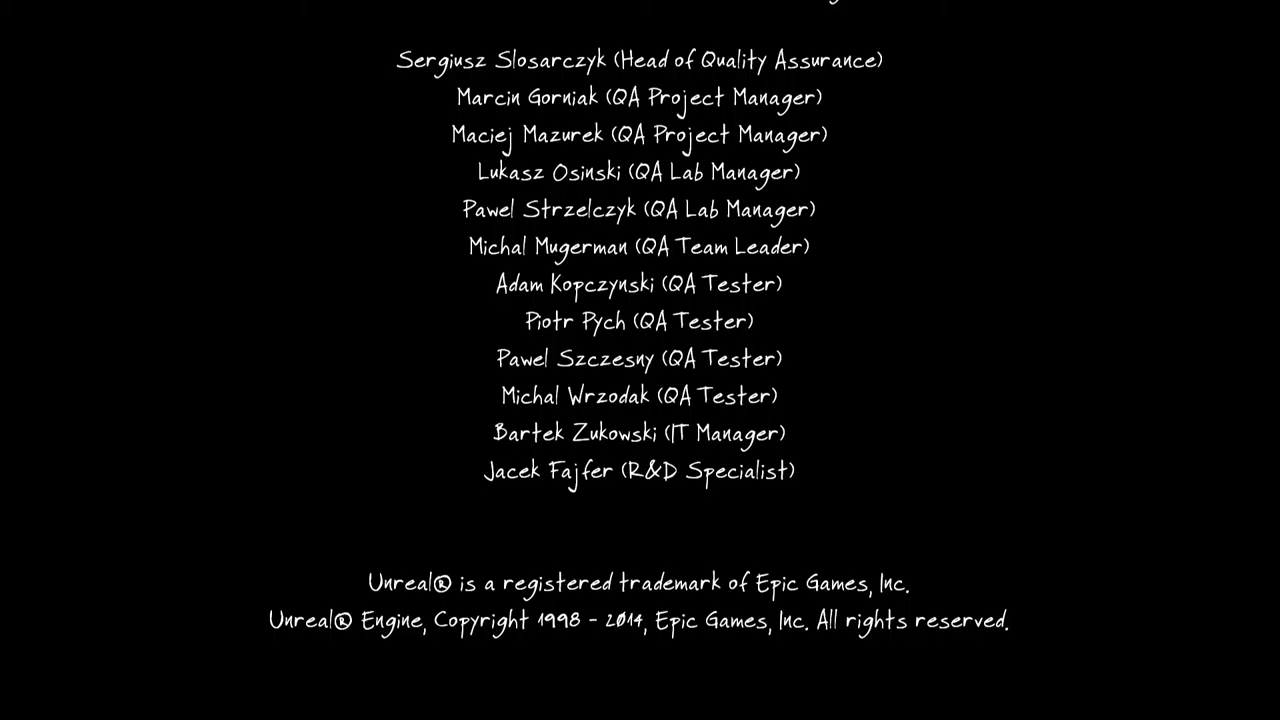 Sergiusz Slosarczyk (Head of Quality Assurance)
Marcin Gorniak (QA Project Manager)
Maciej Mazurek (QA Project Manager)
Lukasz Osinski (QA Lab Manager)
Pawel Strzelczyk (QA Lab Manager)
Michal Mugerman (QA Team Leader)
Adam Kopczynski (QA Tester)
Piotr Pych (QA Tester)
Pawel Szczesny (QA Tester)
Michal Wrzodak (QA Tester)
Bartek Zukowski (IT Manager)
Jacek Fajfer (R&D Specialist)
Unreal® is a registered trademark of Epic Games, Inc.
Unreal® Engine, Copyright 1998 - 2014, Epic Games, Inc. All rights reserved.